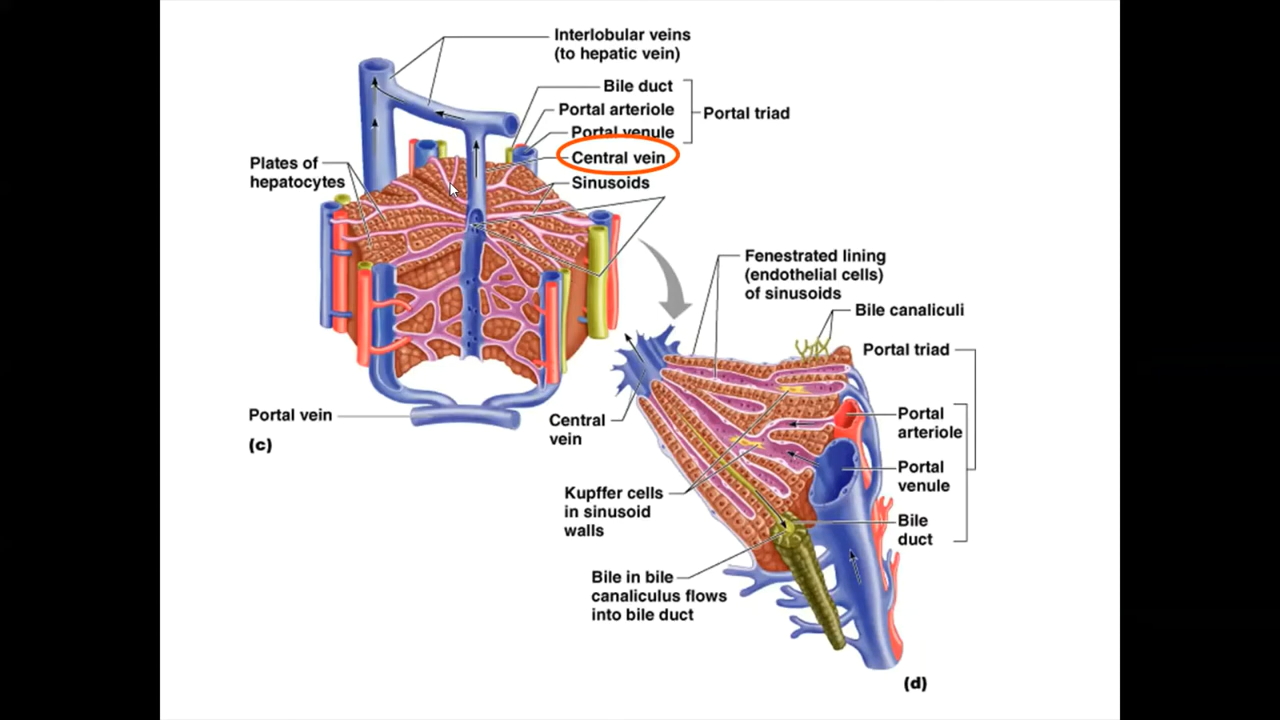 Interlobular veins
(to hepatic vein)
Bile duct
Portal arteriole
Portal venule
Portal triad
Central vein
Sinusoids
Plates of
hepatocytes
Portal vein
(c)
Fenestrated lining
(endothelial cells)
of sinusoids
Bile canaliculi
Portal triad
Portal
arteriole
Portal
venule
Bile
duct
Central
vein
Kupffer cells
in sinusoid
walls
Bile in bile
canaliculus flows
into bile duct
(d)